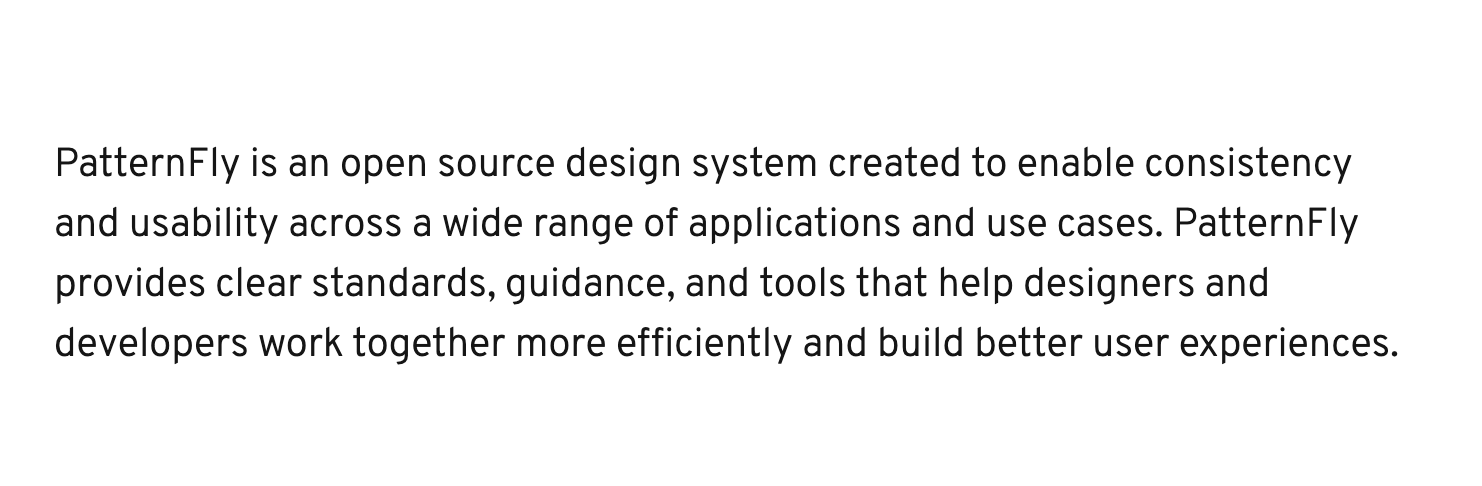 PatternFly is an open source design system created to enable consistency
and usability across a wide range of applications and use cases. PatternFly
provides clear standards, guidance, and tools that help designers and
developers work together more efficiently and build better user experiences.